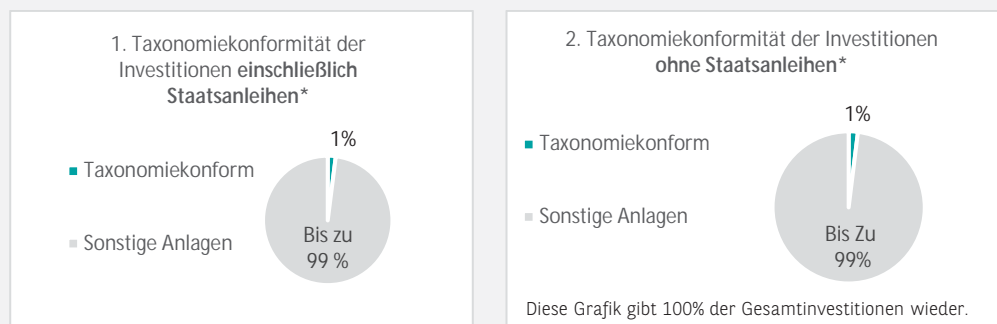 1. Taxonomiekonformität der
Investitionen einschließlich
Staatsanleihen*
1%
Taxonomiekonform
Sonstige Anlagen
Bis zu
99 %
2. Taxonomiekonformität der Investitionen
ohne Staatsanleihen*
1%
Taxonomiekonform
Sonstige Anlagen
Bis Zu
99%
Diese Grafik gibt 100% der Gesamtinvestitionen wieder.